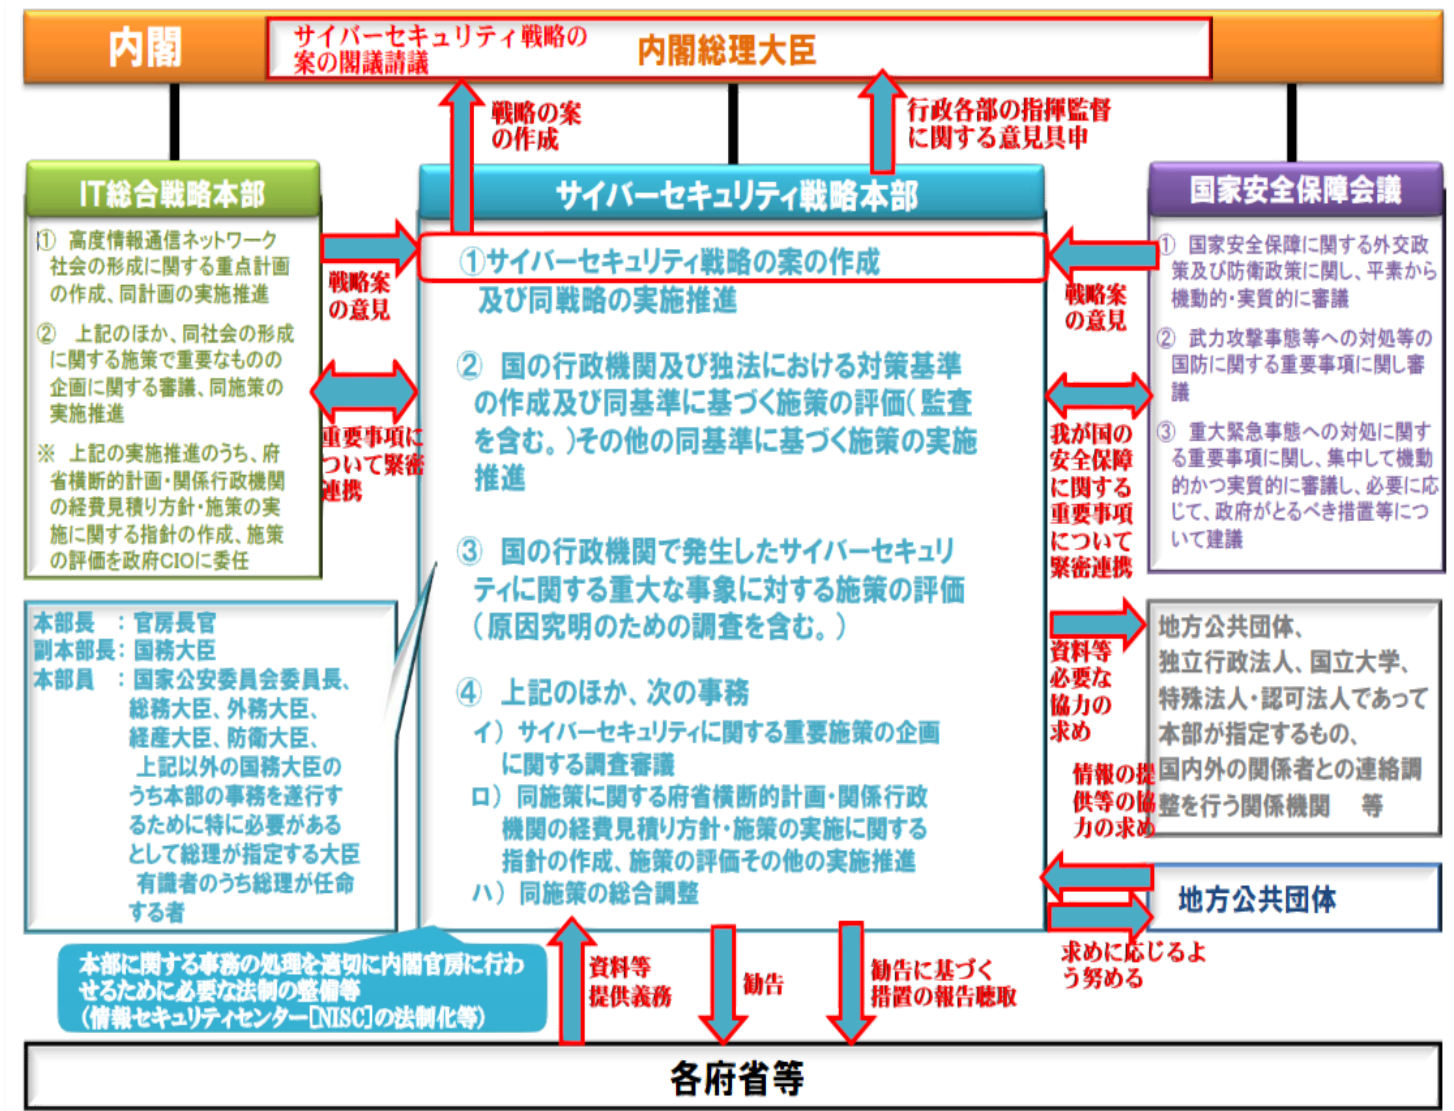 内閣
サイバーセキュリティ戦略の
案の閣議請議
内閣総理大臣
戦略の案
の作成
行政各部の指揮監督
に関する意見具申
IT総合戦略本部
① 高度情報通信ネットワーク
社会の形成に関する重点計画
の作成、同計画の実施推進
② 上記のほか、同社会の形成
に関する施策で重要なものの
企画に関する審議、同施策の
実施推進
※ 上記の実施推進のうち、府
省横断的計画・関係行政機関
の経費見積り方針・施策の実
施に関する指針の作成、施策
の評価を政府CIOに委任
戦略案
の意見
重要事項に
ついて緊密
連携
サイバーセキュリティ戦略本部
①サイバーセキュリティ戦略の案の作成
及び同戦略の実施推進
② 国の行政機関及び独法における対策基準
の作成及び同基準に基づく施策の評価(監査
を含む。)その他の同基準に基づく施策の実施
推進
③ 国の行政機関で発生したサイバーセキュリ
ティに関する重大な事象に対する施策の評価
(原因究明のための調査を含む。)
④ 上記のほか、次の事務
イ) サイバーセキュリティに関する重要施策の企画
に関する調査審議
ロ) 同施策に関する府省横断的計画・関係行政
機関の経費見積り方針・施策の実施に関する
指針の作成、施策の評価その他の実施推進
ハ) 同施策の総合調整
戦略案
の意見
我が国の
安全保障
に関する
重要事項
について
緊密連携
国家安全保障会議
① 国家安全保障に関する外交政
策及び防衛政策に関し、平素から
機動的・実質的に審議
② 武力攻撃事態等への対処等の
国防に関する重要事項に関し審
議
③ 重大緊急事態への対処に関す
る重要事項に関し、集中して機動
的かつ実質的に審議し、必要に応
じて、政府がとるべき措置等につ
いて建議
本部長 : 官房長官
副本部長: 国務大臣
本部員 : 国家公安委員会委員長、
総務大臣、外務大臣、
経産大臣、防衛大臣、
上記以外の国務大臣の
うち本部の事務を遂行す
るために特に必要がある
として総理が指定する大臣
有識者のうち総理が任命
する者
資料等
必要な
協力の
求め
地方公共団体、
独立行政法人、国立大学、
特殊法人・認可法人であって
本部が指定するもの、
国内外の関係者との連絡調
整を行う関係機関 等
情報の提
供等の協
力の求め
地方公共団体
求めに応じるよ
う努める
本部に関する事務の処理を適切に内閣官房に行わ
せるために必要な法制の整備等
(情報セキュリティセンター[NISC]の法制化等)
資料等
提供義務
勧告
勧告に基づく
措置の報告聴取
各府省等